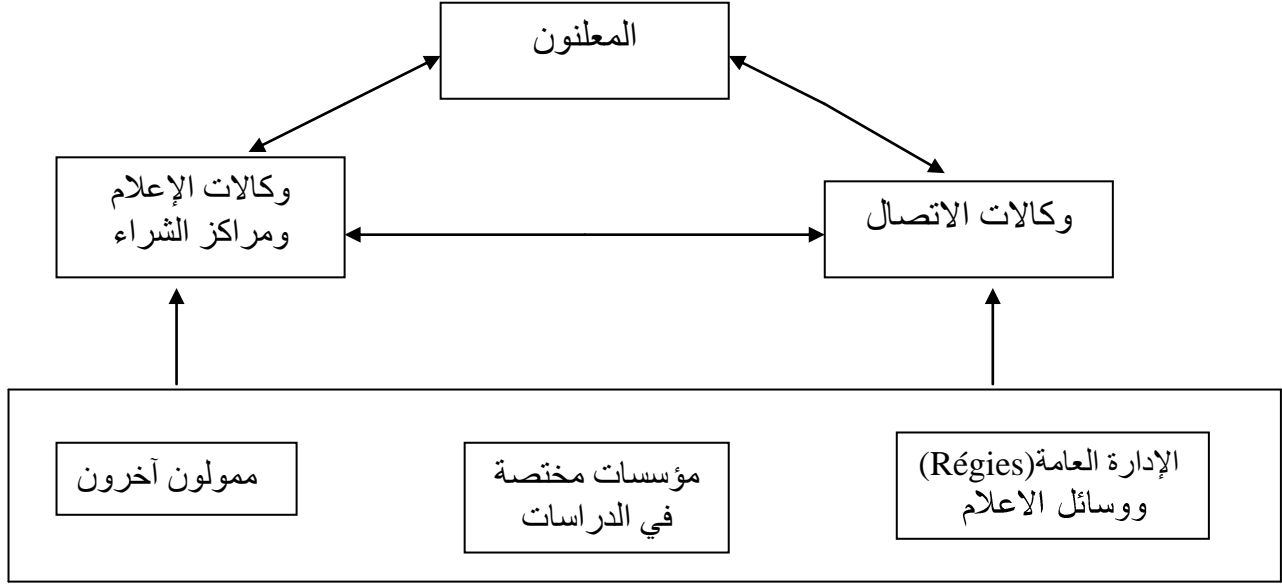 المعلنون
وكالات الإعلام
ومراكز الشراء
وكالات الاتصال
الإدارة العامة(Régies)
ووسائل الاعلام
مؤسسات مختصة
في الدراسات
ممولون آخرون